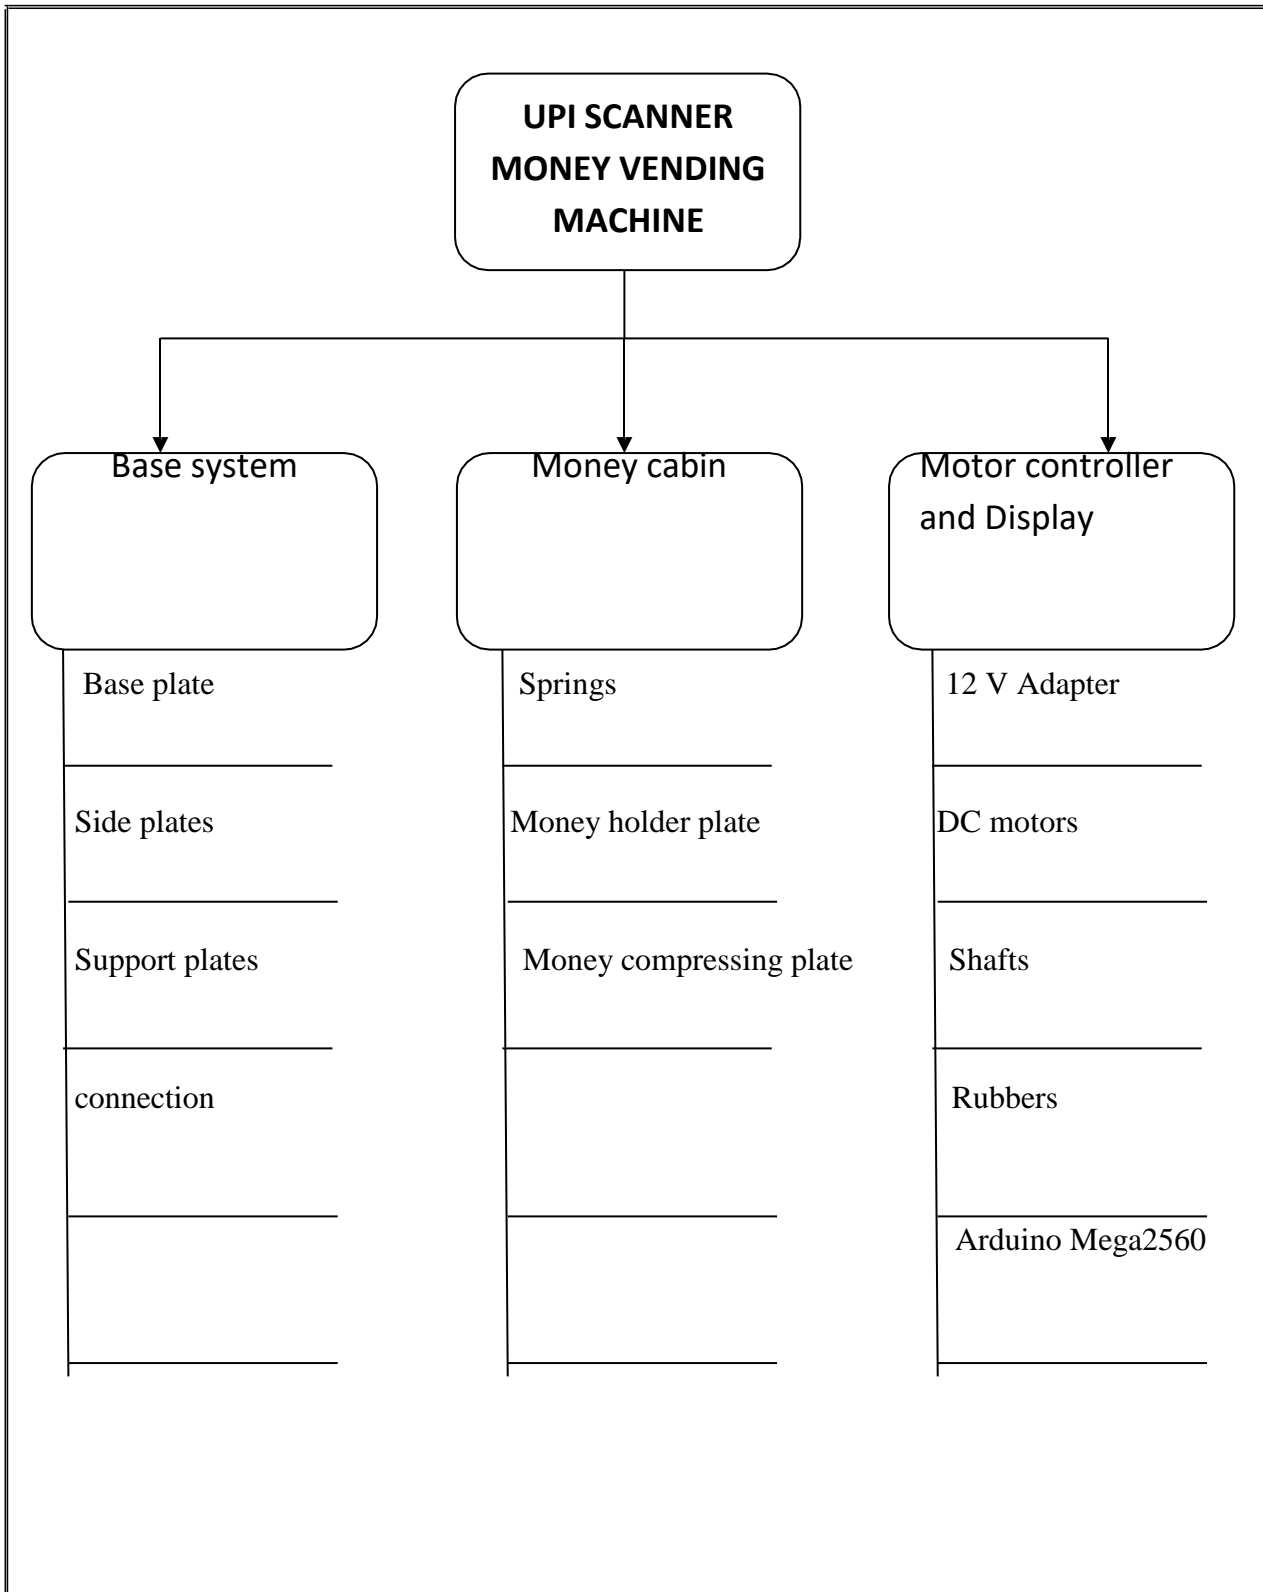 UPI SCANNER
MONEY VENDING
MACHINE
Base system
Money cabin
Motor controller
and Display
Base plate
Side plates
Support plates
connection
Springs
Money holder plate
Money compressing plate
12 V Adapter
DC motors
Shafts
Rubbers
Arduino Mega2560